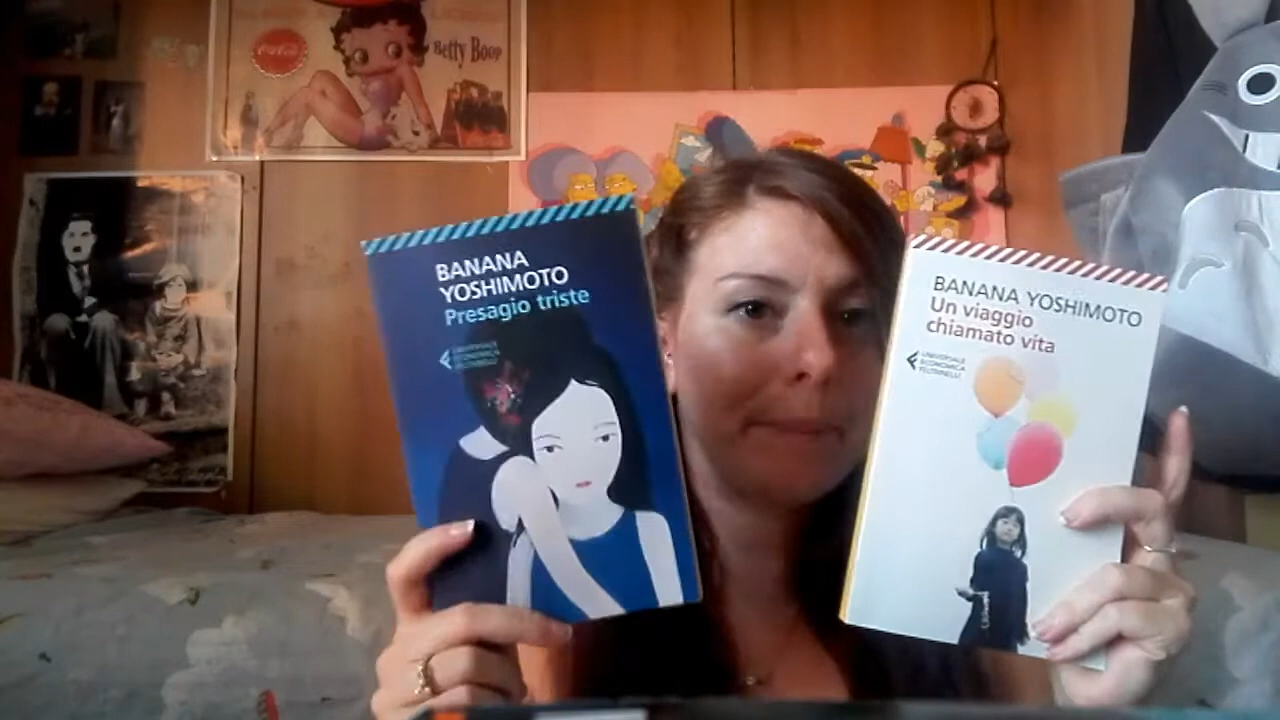 Coca-Cola
Betty Boop
BANANA
YOSHIMOTO
Presagio triste
UNIVERSALE
ECONOMICA
FELTRINELLI
BANANA YOSHIMOTO
Un viaggio
chiamato vita
UNIVERSALE
ECONOMICA
FELTRINELLI